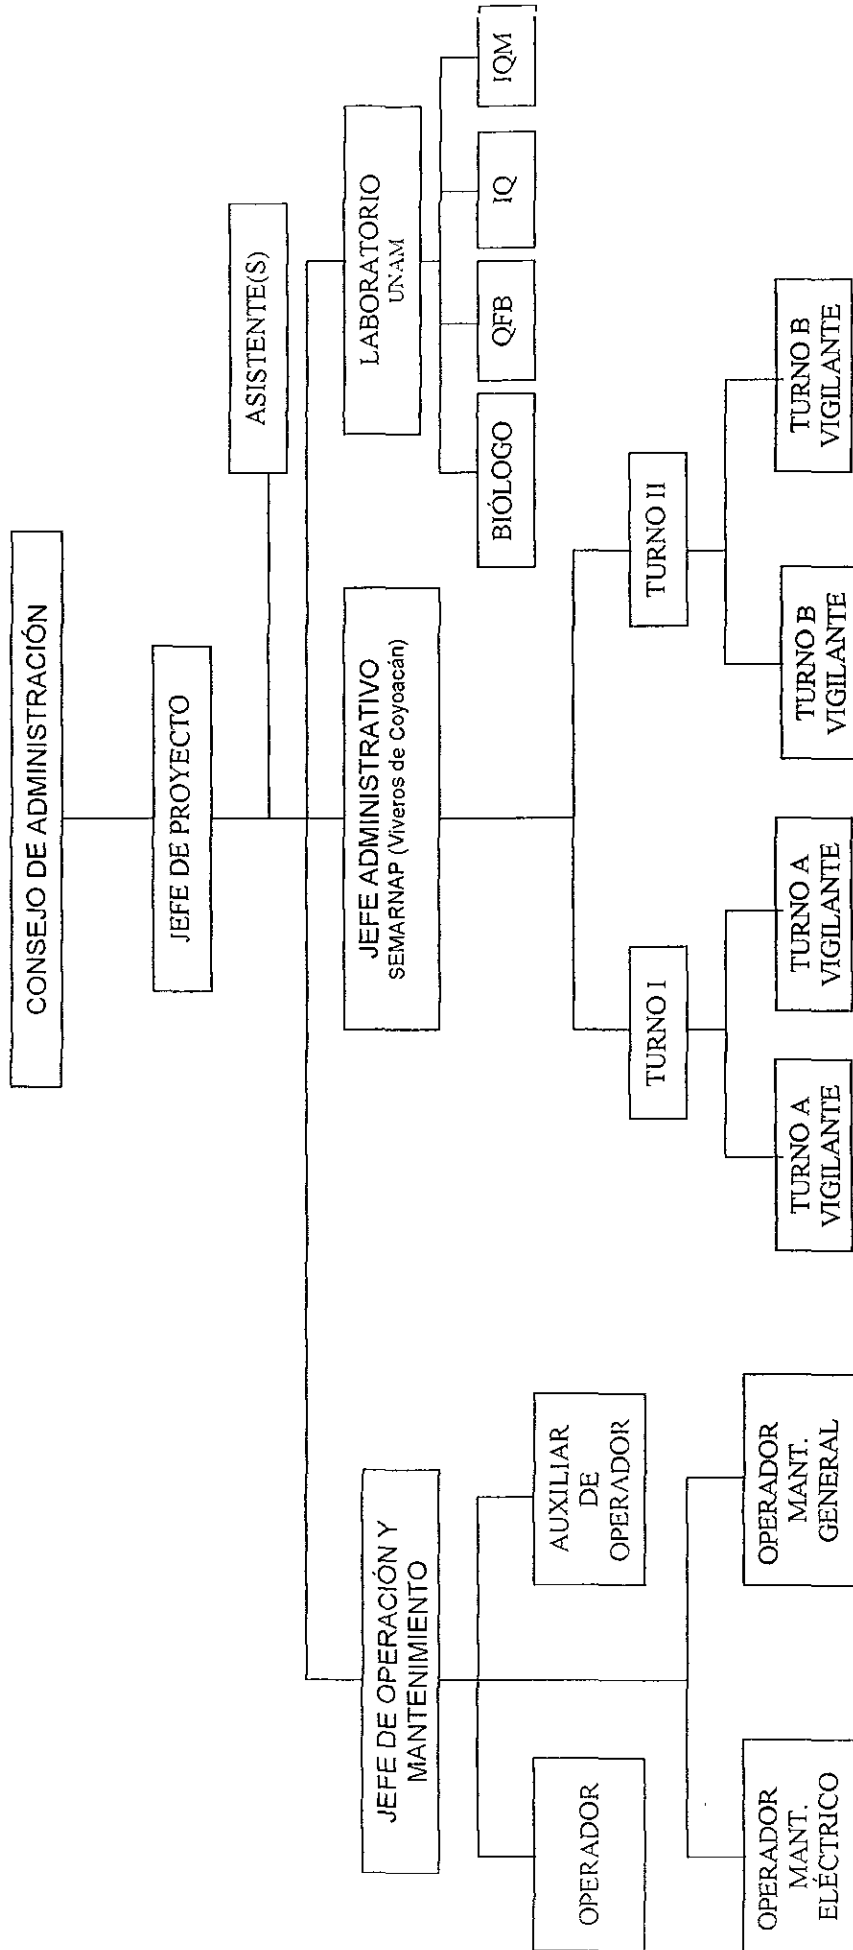 CONSEJO DE ADMINISTRACIÓN
JEFE DE PROYECTO
ASISTENTE(S)
JEFE DE OPERACIÓN Y
MANTENIMIENTO
JEFE ADMINISTRATIVO
SEMARNAP (Viveros de Coyoacán)
LABORATORIO
UNAM
OPERADOR
AUXILIAR
DE
OPERADOR
OPERADOR
MANT.
ELÉCTRICO
OPERADOR
MANT.
GENERAL
TURNO I
TURNO II
TURNO A
VIGILANTE
TURNO A
VIGILANTE
TURNO B
VIGILANTE
TURNO B
VIGILANTE
BIÓLOGO
QFB
IQ
IQM